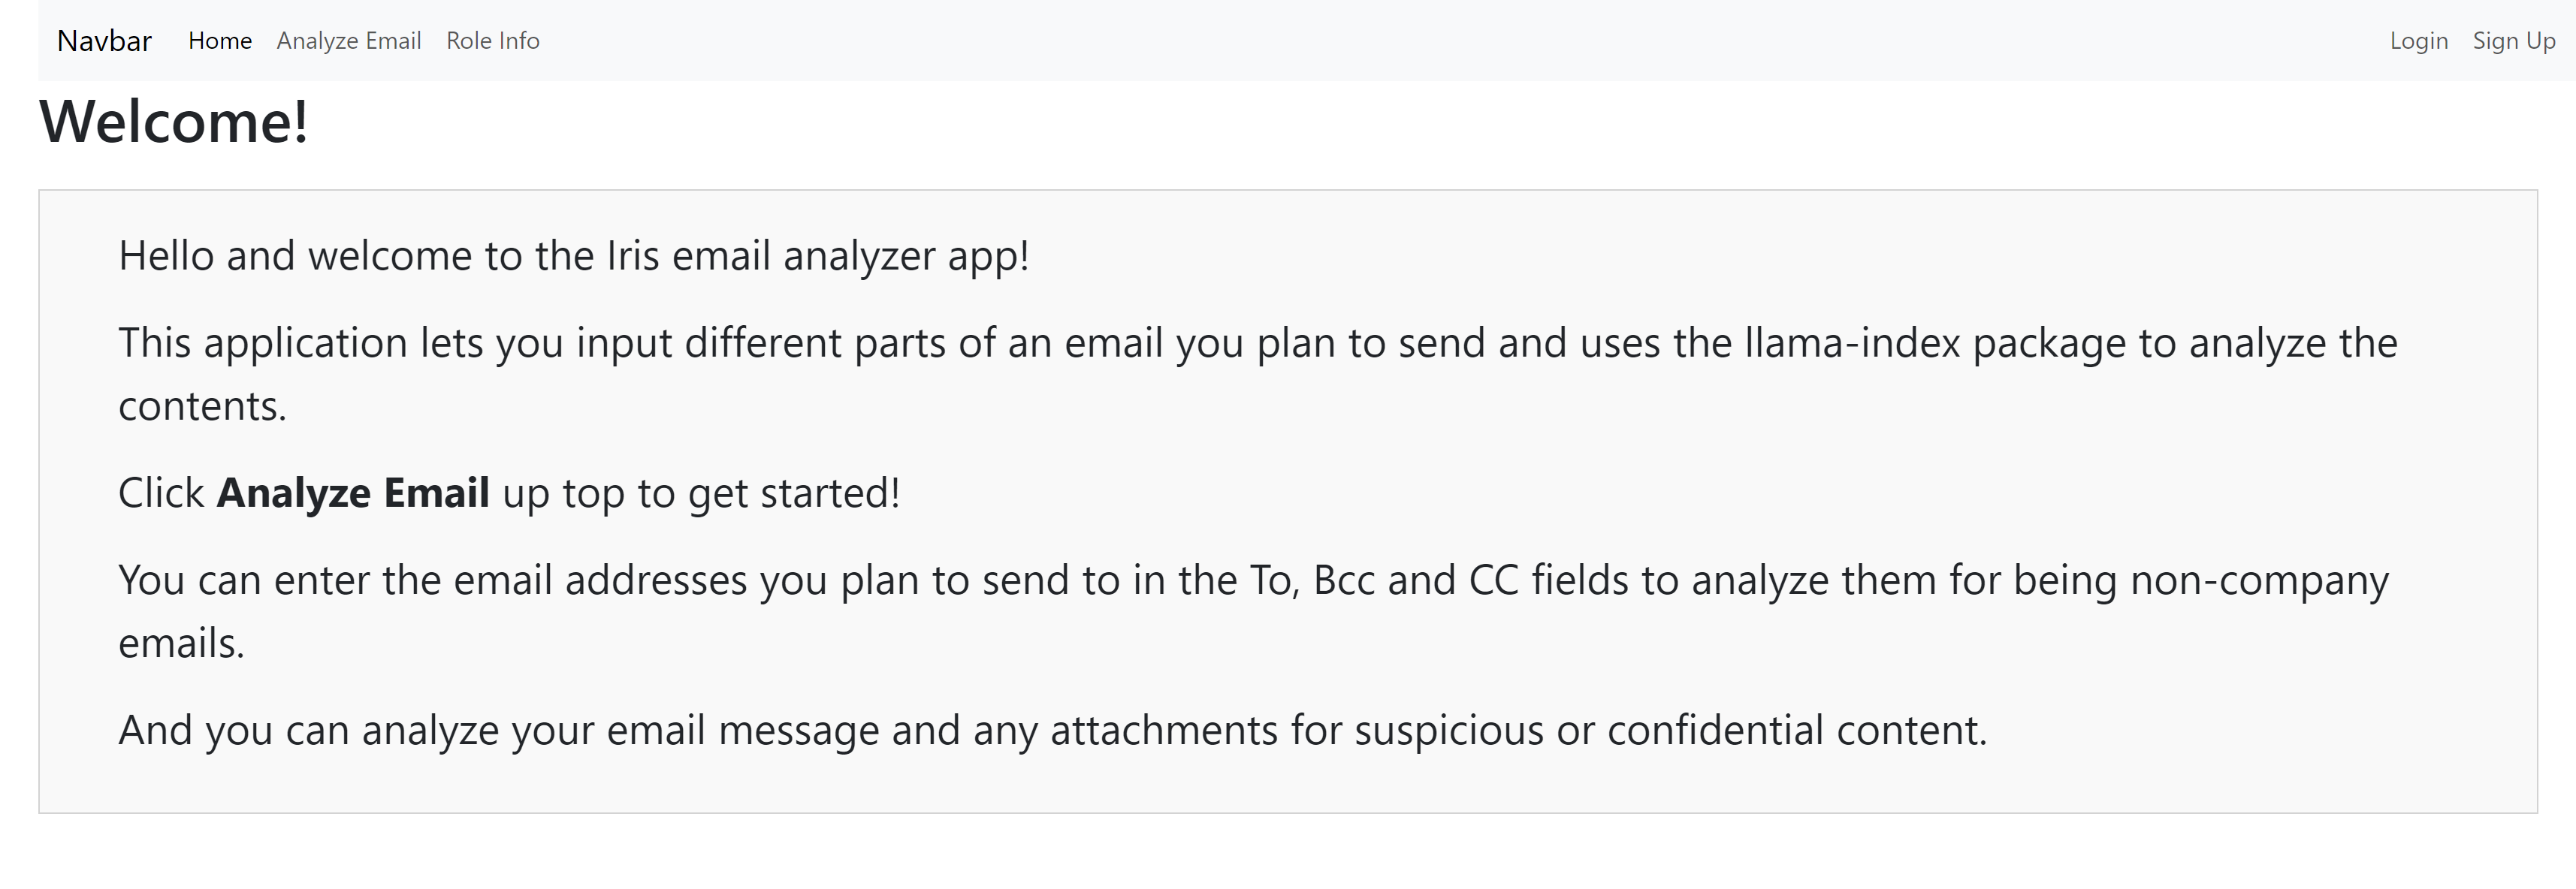 Navbar Home Analyze Email Role Info Login Sign Up
Welcome!
Hello and welcome to the Iris email analyzer app!
This application lets you input different parts of an email you plan to send and uses the llama-index package to analyze the
contents.
Click Analyze Email up top to get started!
You can enter the email addresses you plan to send to in the To, Bcc and CC fields to analyze them for being non-company
emails.
And you can analyze your email message and any attachments for suspicious or confidential content.